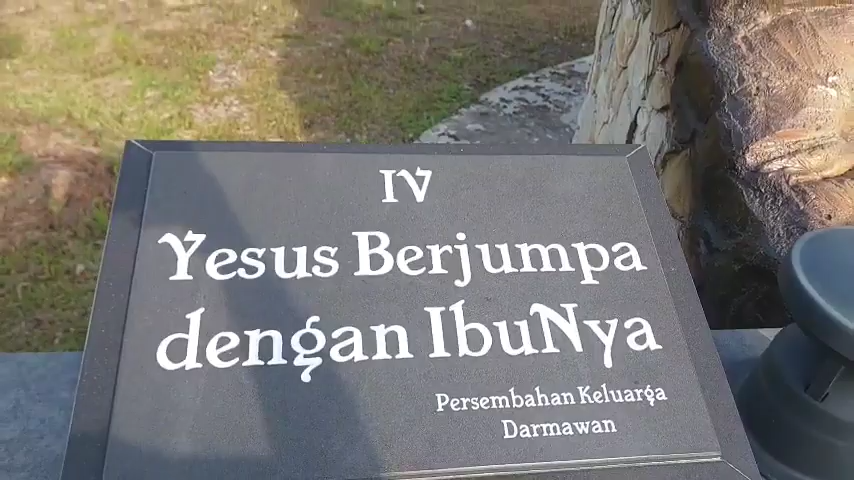 IV
Yesus Berjumpa
dengan IbuNya
Persembahan Keluarga
Darmawan